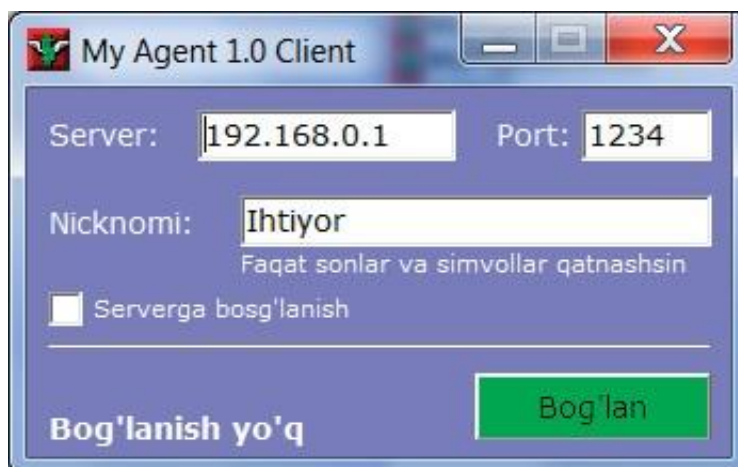 My Agent 1.0 Client
Server: 192.168.0.1 Port: 1234
Nicknomi: Ihtiyor
Faqat sonlar va simvollar qatnashsin
Serverga bosg'lanish
Bog'lanish yo'q Bog'lan